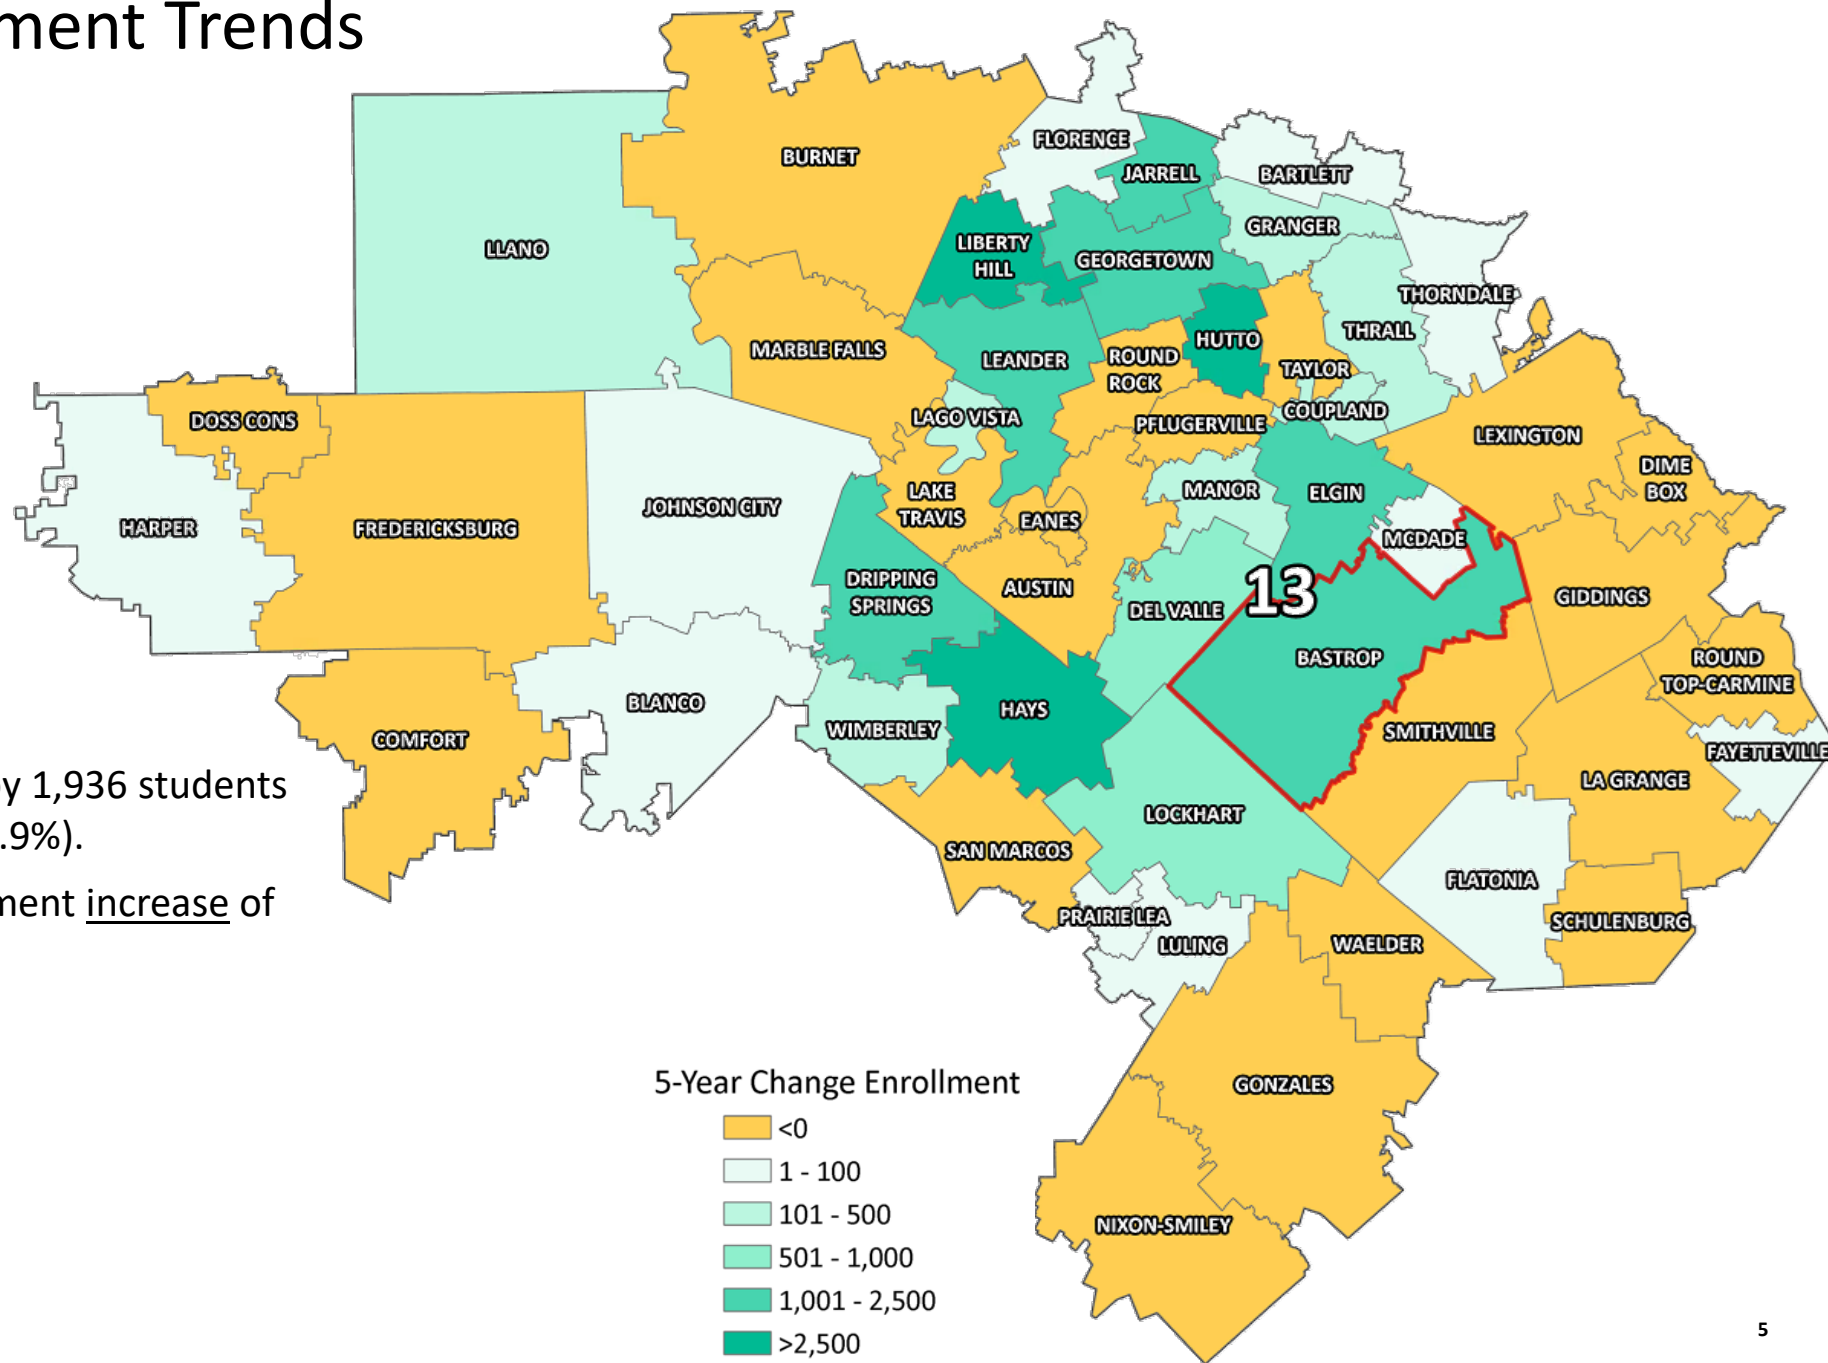 ment Trends
BURNET
FLORENCE
JARRELL
BARTLETT
LLANO
LIBERTY
HILL
GEORGETOWN
GRANGER
THORNDALE
MARBLE FALLS
LEANDER
ROUND
ROCK
HUTTO
THRALL
TAYLOR
DOSS CONS
LAGO VISTA
PFLUGERVILLE
COUPLAND
LEXINGTON
DIME
BOX
HARPER
FREDERICKSBURG
JOHNSON CITY
LAKE
TRAVIS
EANES
MANOR
ELGIN
MCDADE
DRIPPING
SPRINGS
AUSTIN
DEL VALLE
13
GIDDINGS
BASTROP
ROUND
TOP-CARMINE
BLANCO
HAYS
WIMBERLEY
COMFORT
SMITHVILLE
FAYETTEVILLE
LA GRANGE
y 1,936 students
.9%).
LOCKHART
SAN MARCOS
FLATONIA
ment increase of
PRAIRIE LEA
LULING
WAELDER
SCHULENBURG
GONZALES
NIXON-SMILEY
5-Year Change Enrollment
<0
1 - 100
101 - 500
501 - 1,000
1,001 - 2,500
>2,500
5